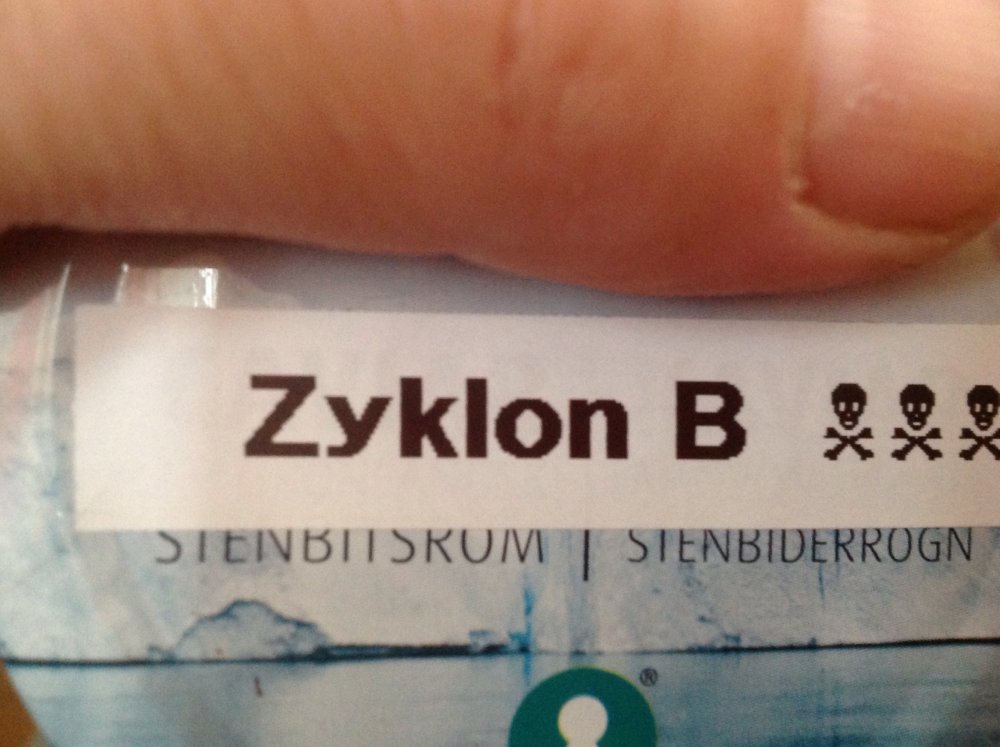 Zyklon B ☠☠☠
STENBITSROM | STENBIDERROGN
®